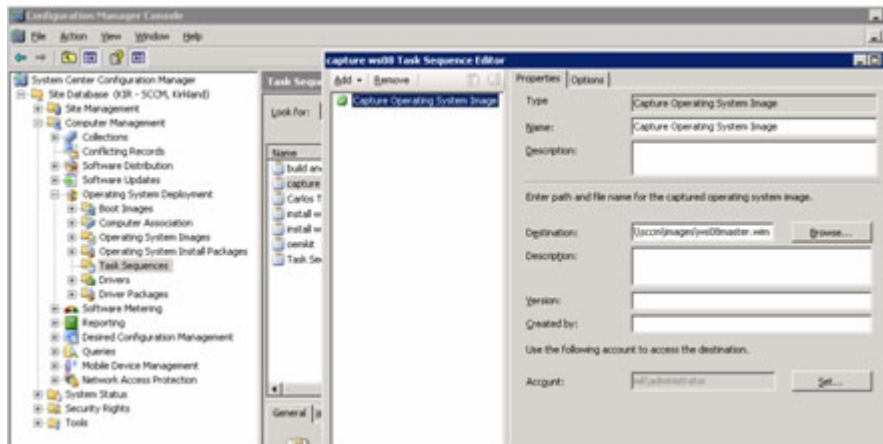 Configuration Manager Console
File Action View Window Help
System Center Configuration Manager
Site Database (KIR - SCCM, Kirkland)
Site Management
Computer Management
Collections
Conflicting Records
Software Distribution
Software Updates
Operating System Deployment
Boot Images
Computer Association
Operating System Images
Operating System Install Packages
Task Sequences
Drivers
Driver Packages
Software Metering
Reporting
Desired Configuration Management
Queries
Mobile Device Management
Network Access Protection
System Status
Security Rights
Tools
Task Sequ
Look for:
Name
build an
capture
Carlos T
install w
install w
oemkit
Task Se
General
capture ws08 Task Sequence Editor
Add Remove
Capture Operating System Image
Properties Options
Type Capture Operating System Image
Name: Capture Operating System Image
Description:
Enter path and file name for the captured operating system image.
Destination: \\sccm\images\ws08master.wim Browse...
Description:
Version:
Created by:
Use the following account to access the destination.
Account: Set...